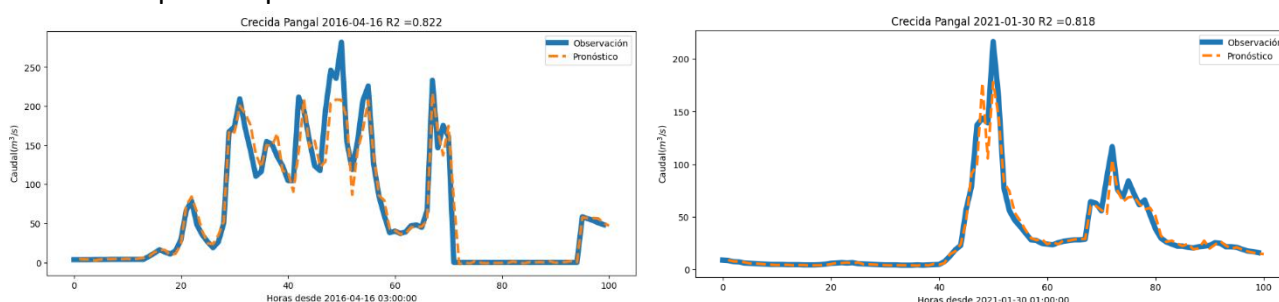 Crecida Pangal 2016-04-16 R2 =0.822
Observación
Pronóstico
250
200
150
100
50
0
Caudal(m³/s)
0 20 40 60 80 100
Horas desde 2016-04-16 03:00:00
Crecida Pangal 2021-01-30 R2 =0.818
Observación
Pronóstico
200
150
100
50
0
Caudal(m³/s)
0 20 40 60 80 100
Horas desde 2021-01-30 01:00:00